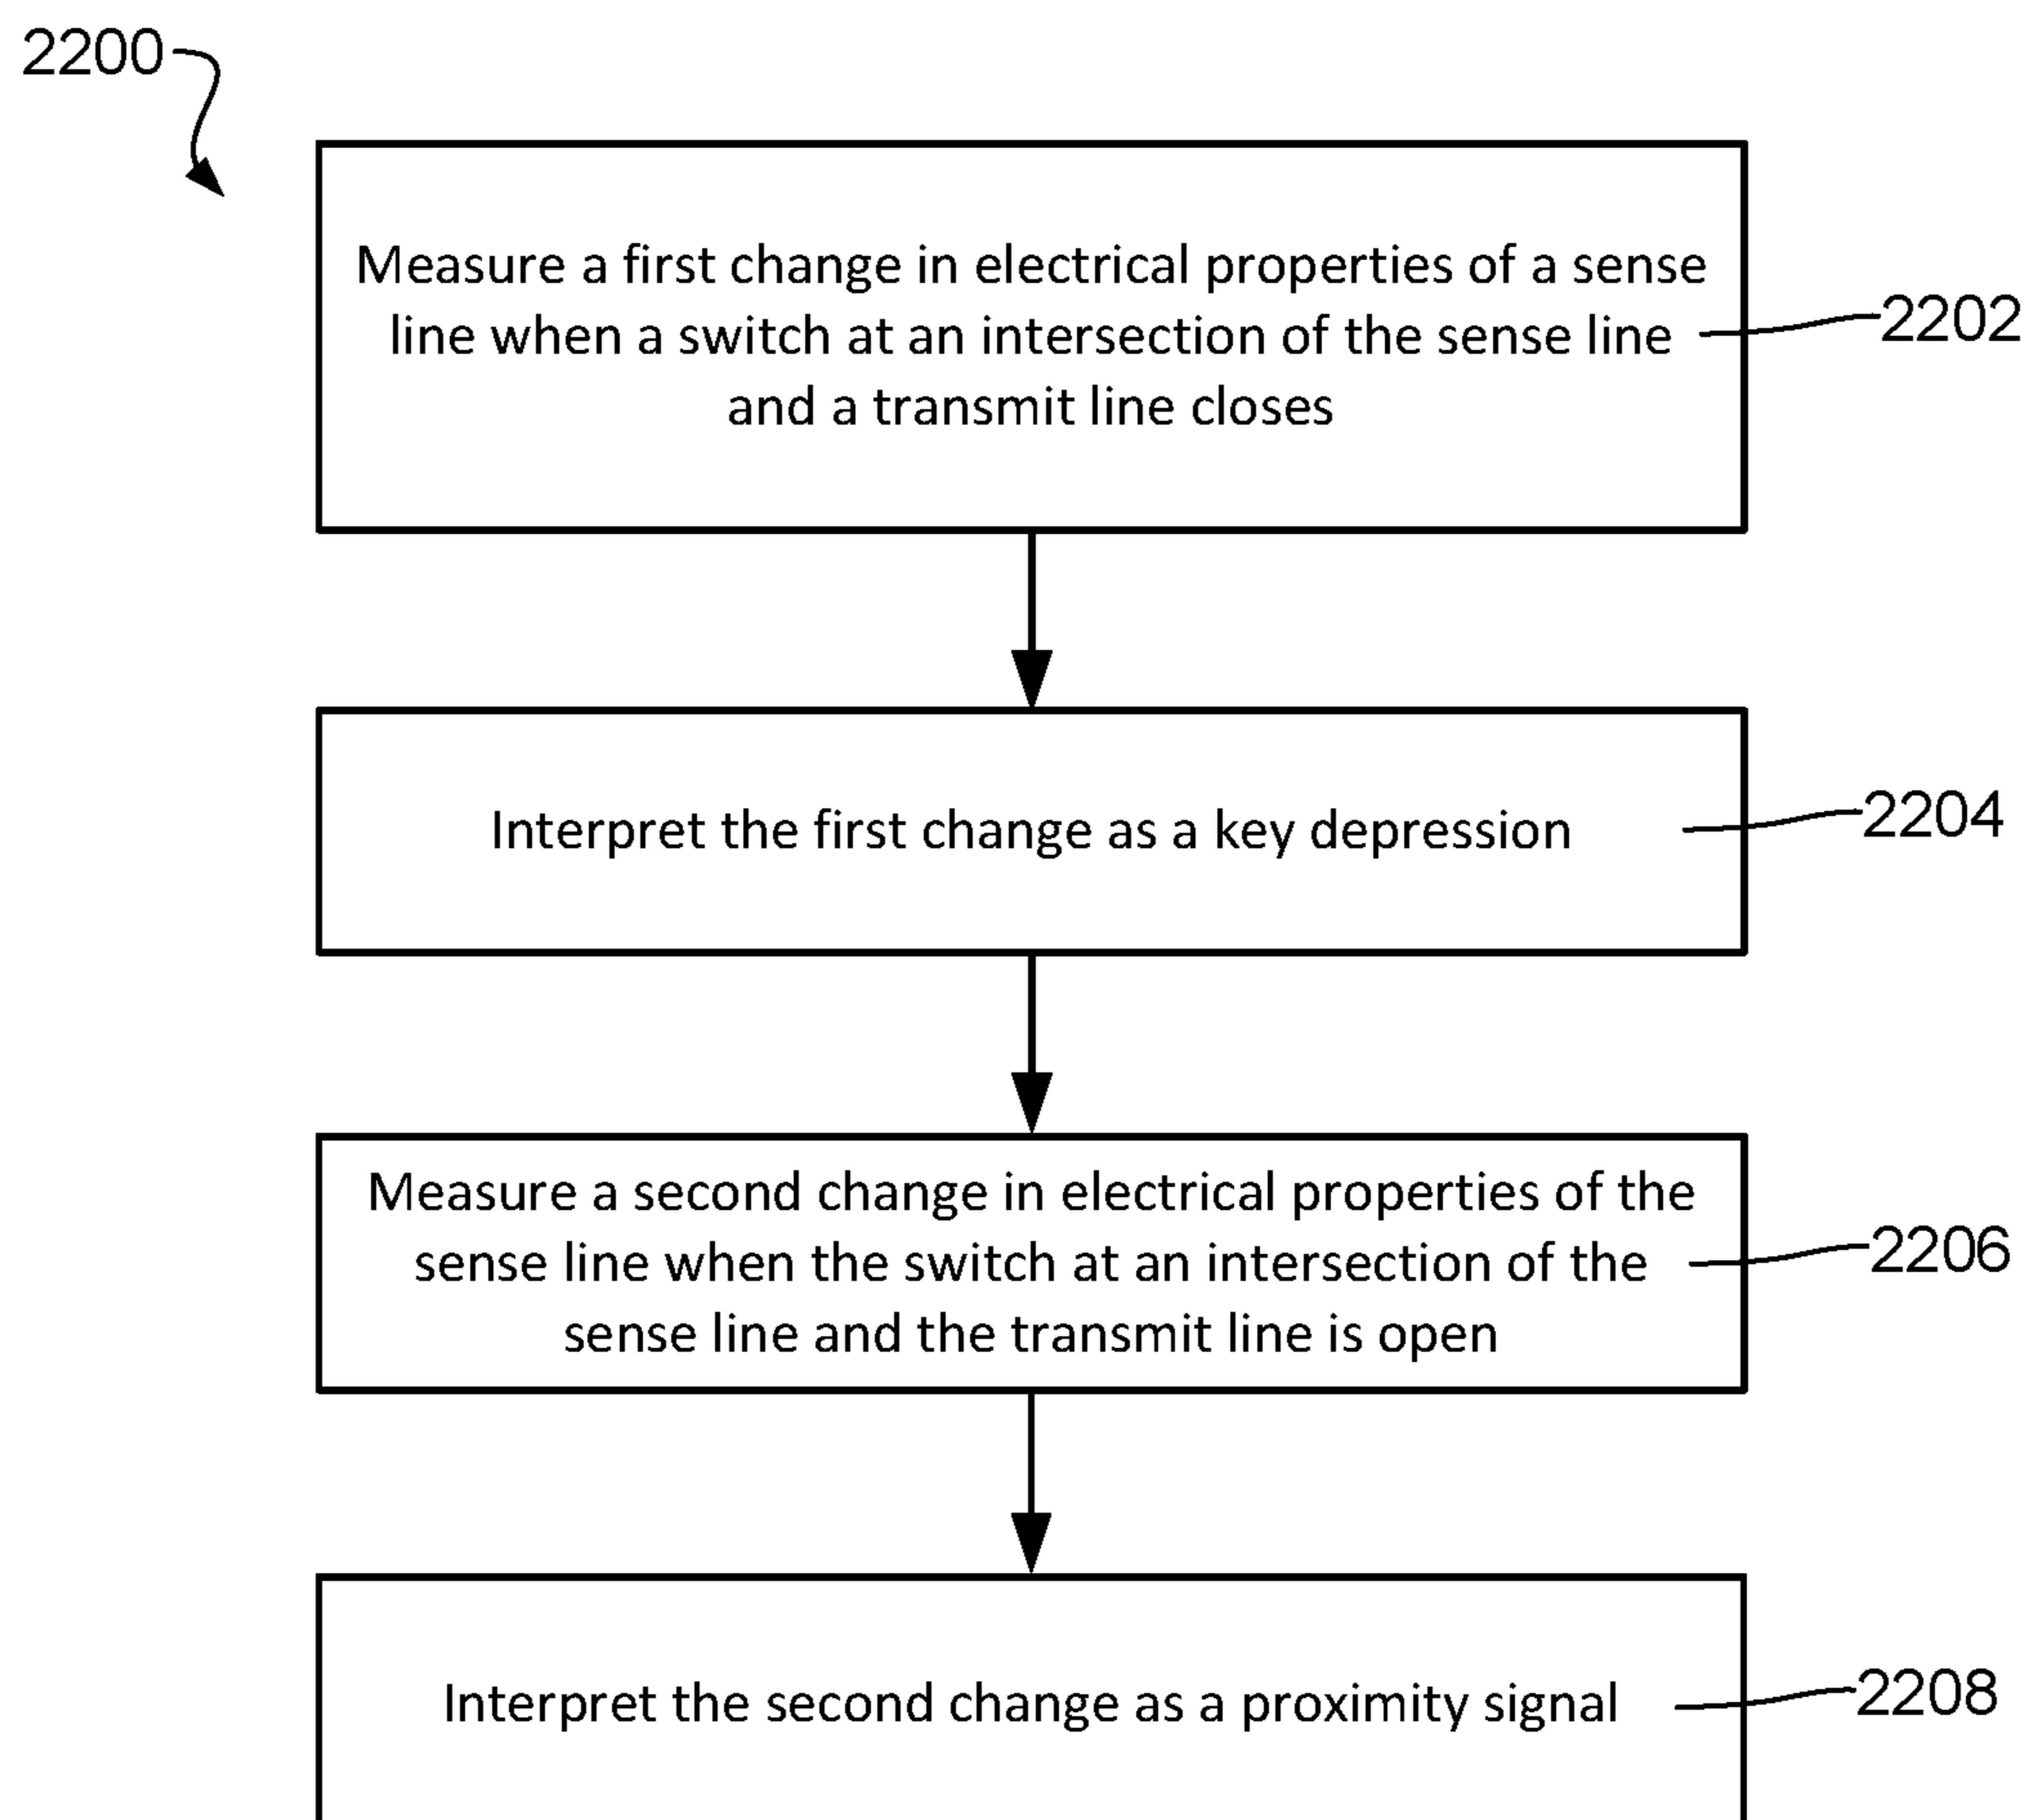 2200
Measure a first change in electrical properties of a sense
line when a switch at an intersection of the sense line
and a transmit line closes
2202
Interpret the first change as a key depression
2204
Measure a second change in electrical properties of the
sense line when the switch at an intersection of the
sense line and the transmit line is open
2206
Interpret the second change as a proximity signal
2208